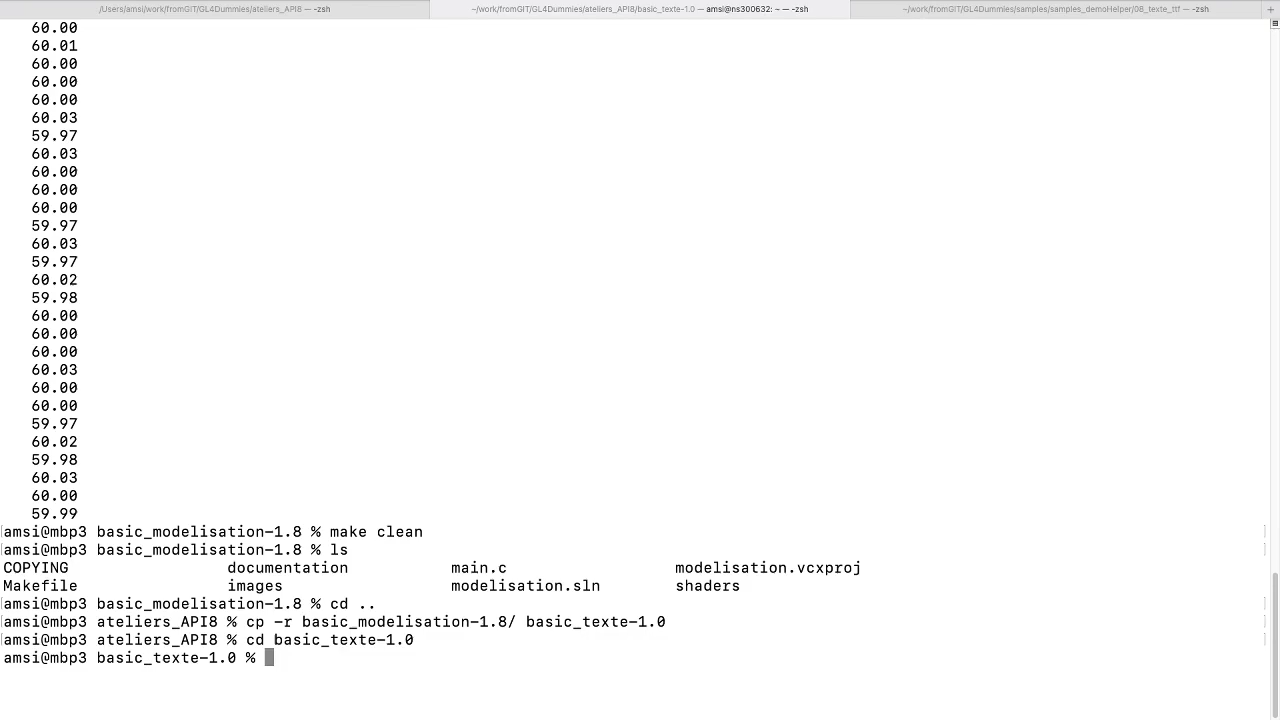 /Users/amsi/work/fromGIT/GL4Dummies/ateliers_API8 — -zsh
~/work/fromGIT/GL4Dummies/ateliers_API8/basic_texte-1.0 — amsi@ns300632: ~ — -zsh
~/work/fromGIT/GL4Dummies/samples/samples_demoHelper/08_texte_ttf — -zsh
60.00
60.01
60.00
60.00
60.00
60.03
59.97
60.03
60.00
60.00
60.00
59.97
60.03
59.97
60.02
59.98
60.00
60.00
60.00
60.03
60.00
60.00
59.97
60.02
59.98
60.03
60.00
59.99
amsi@mbp3 basic_modelisation-1.8 % make clean
amsi@mbp3 basic_modelisation-1.8 % ls
COPYING documentation main.c modelisation.vcxproj
Makefile images modelisation.sln shaders
amsi@mbp3 basic_modelisation-1.8 % cd ..
amsi@mbp3 ateliers_API8 % cp -r basic_modelisation-1.8/ basic_texte-1.0
amsi@mbp3 ateliers_API8 % cd basic_texte-1.0
amsi@mbp3 basic_texte-1.0 %